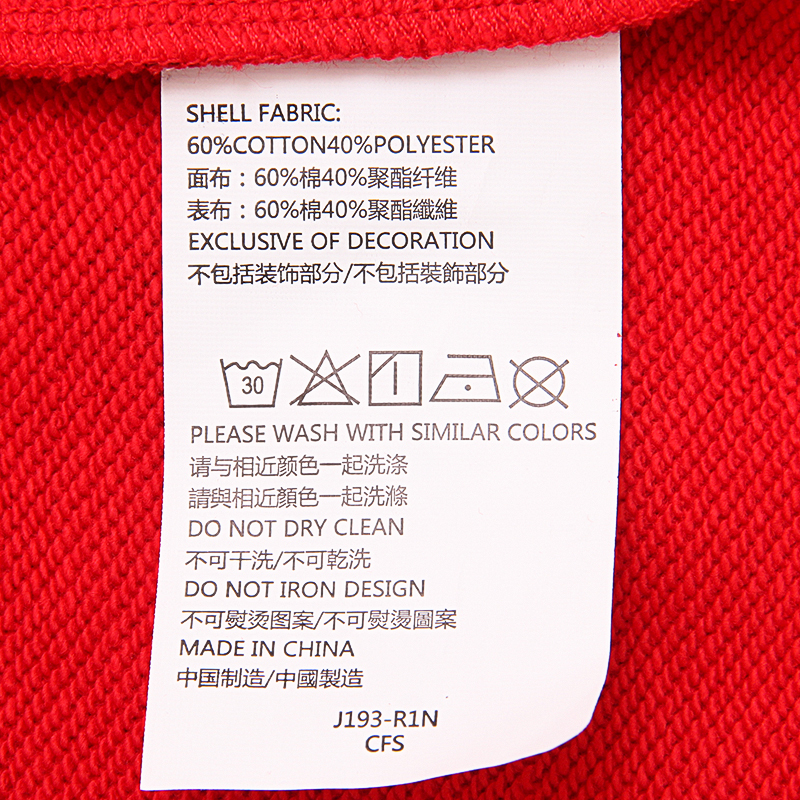 SHELL FABRIC:
60%COTTON40%POLYESTER
面布：60%棉40%聚酯纤维
表布：60%棉40%聚酯纖維
EXCLUSIVE OF DECORATION
不包括装饰部分/不包括裝飾部分
30
PLEASE WASH WITH SIMILAR COLORS
请与相近颜色一起洗涤
請與相近顏色一起洗滌
DO NOT DRY CLEAN
不可干洗/不可乾洗
DO NOT IRON DESIGN
不可熨烫图案/不可熨燙圖案
MADE IN CHINA
中国制造/中國製造
J193-R1N
CFS